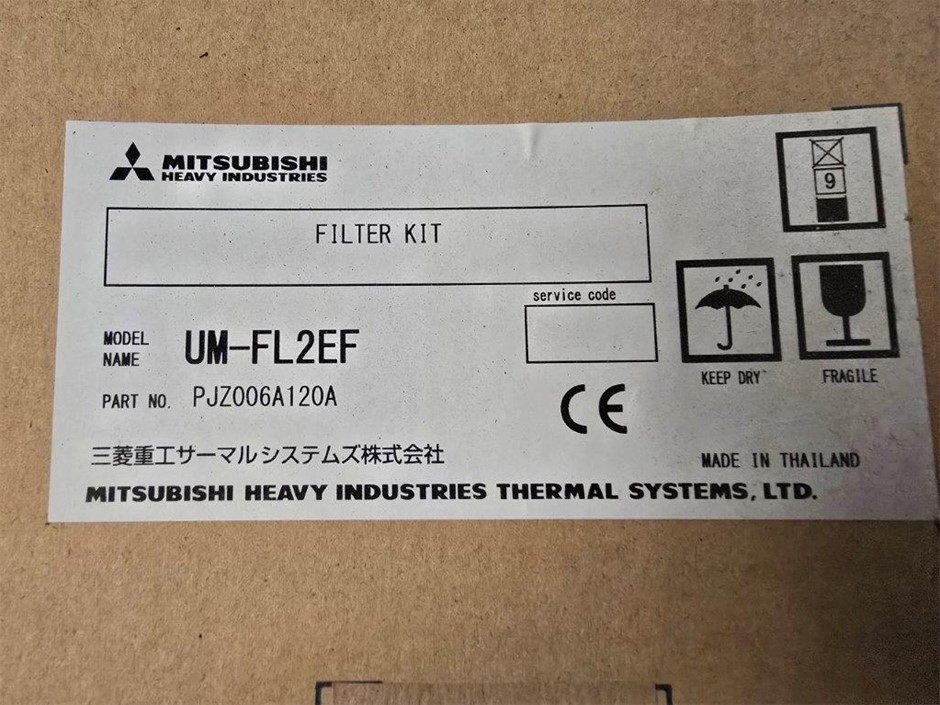 MITSUBISHI
HEAVY INDUSTRIES
9
FILTER KIT
service code
MODEL
NAME
UM-FL2EF
KEEP DRY
FRAGILE
PART NO. PJZ006A120A
CE
三菱重工サーマルシステムズ株式会社
MADE IN THAILAND
MITSUBISHI HEAVY INDUSTRIES THERMAL SYSTEMS, LTD.